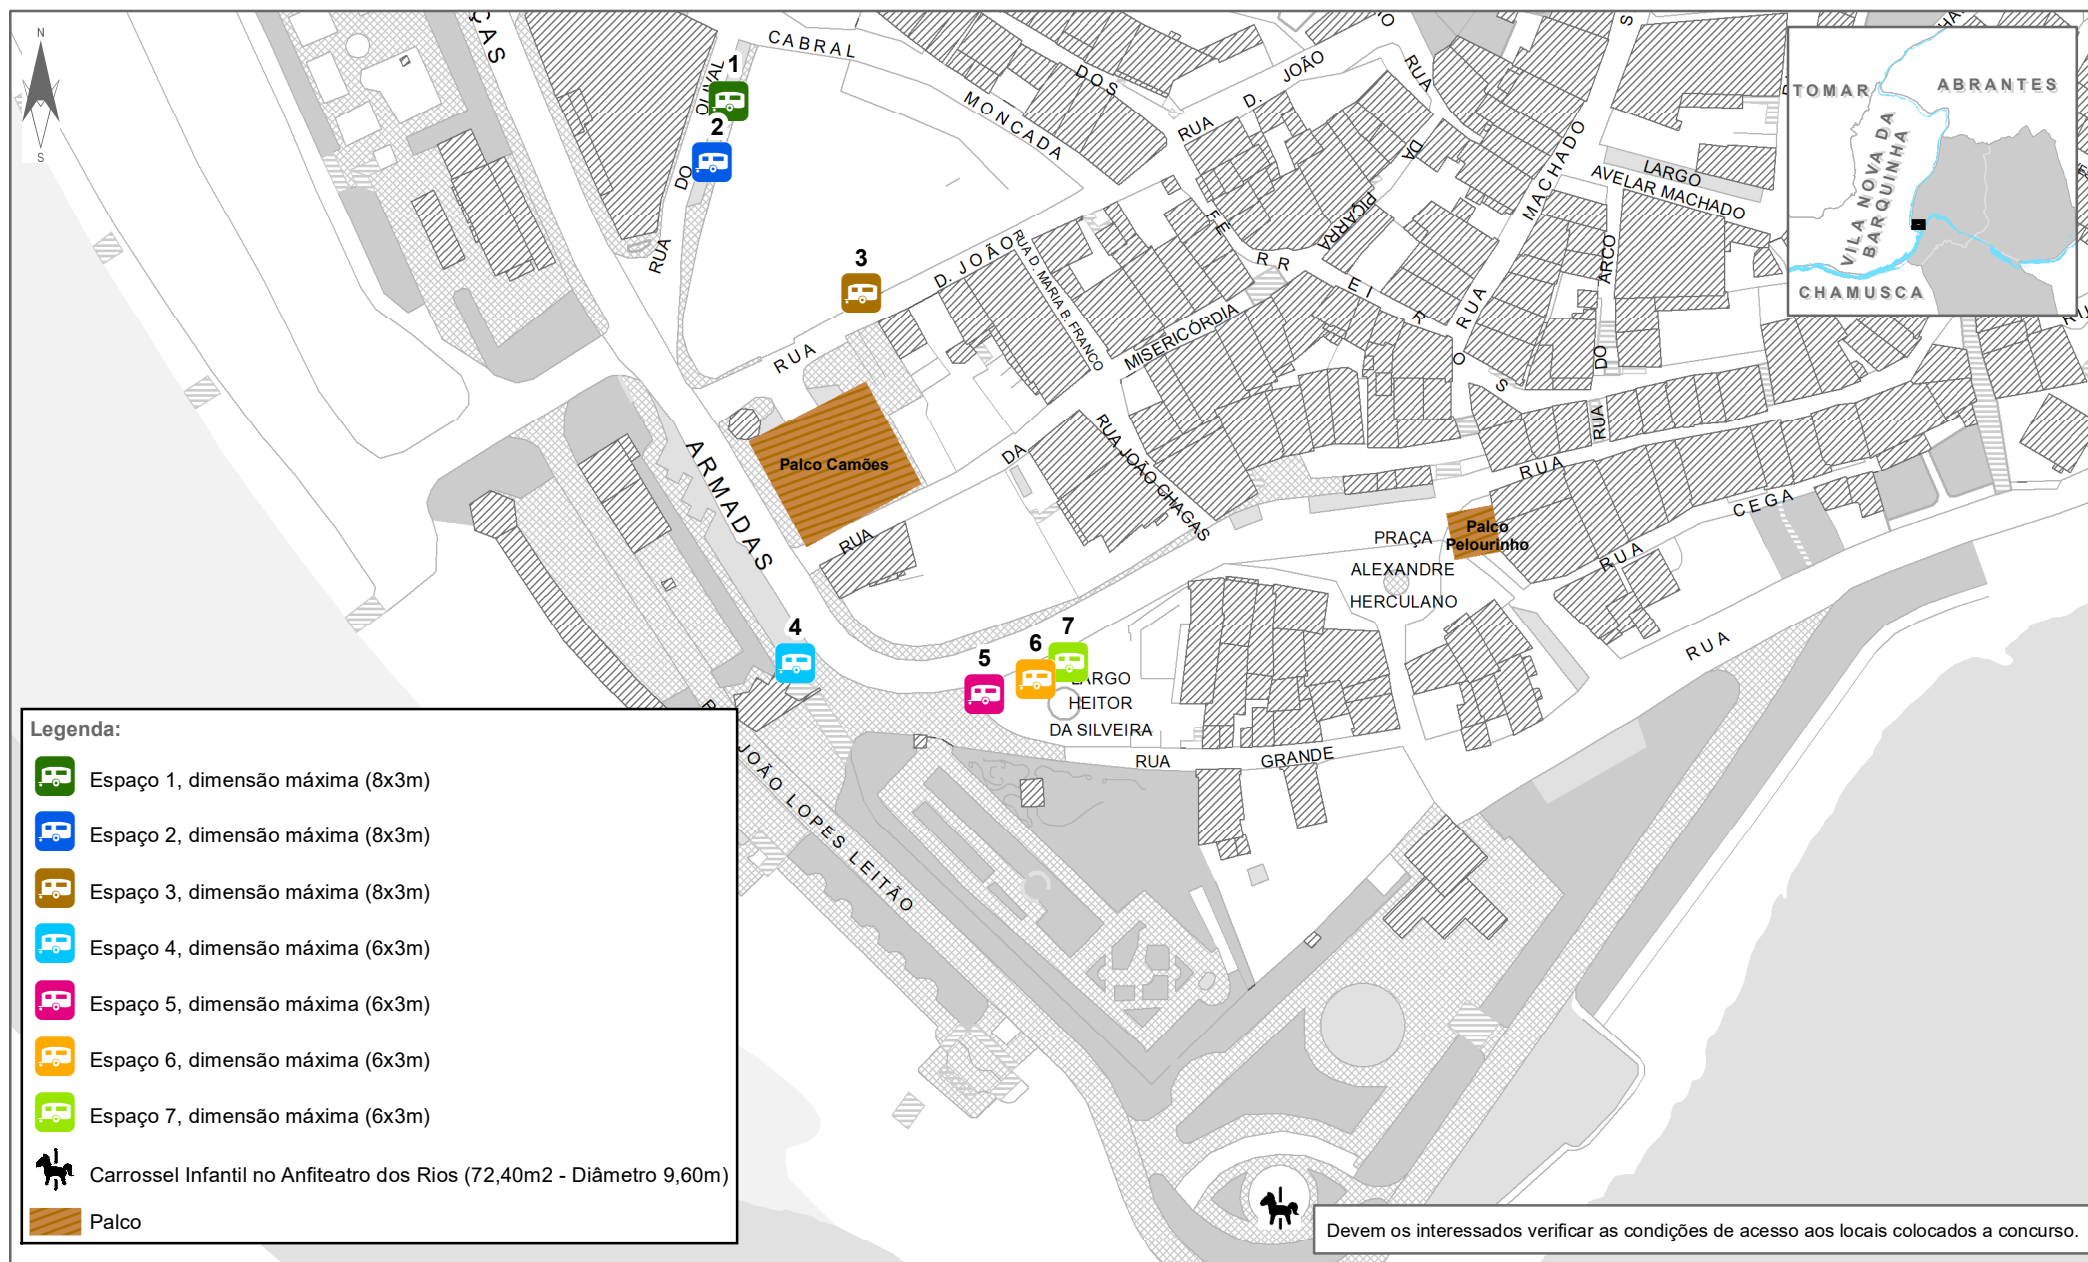 N
S
ÇAS
CABRAL
DOS
MONCADA
RUA
D.
JOÃO
RUA
DA
PIÇARRA
MACHADO
RUA
LARGO
AVELAR MACHADO
TOMAR
ABRANTES
VILA NOVA DA
BARQUINHA
CHAMUSCA
1
2
3
RUA
DO
OLIVAL
RUA
D. JOÃO
RUA D. MARIA B. FRANCO
FERREIROS
MISERICÓRDIA
DA
RUA
ARCO
DO
RUA
RUA JOÃO CHAGAS
ARMADAS
Palco Camões
RUA
CEGA
RUA
PRAÇA
ALEXANDRE
HERCULANO
Palco
Pelourinho
RUA
4
5
6
7
LARGO
HEITOR
DA SILVEIRA
RUA
GRANDE
JOÃO LOPES LEITÃO
Legenda:
Espaço 1, dimensão máxima (8x3m)
Espaço 2, dimensão máxima (8x3m)
Espaço 3, dimensão máxima (8x3m)
Espaço 4, dimensão máxima (6x3m)
Espaço 5, dimensão máxima (6x3m)
Espaço 6, dimensão máxima (6x3m)
Espaço 7, dimensão máxima (6x3m)
Carrossel Infantil no Anfiteatro dos Rios (72,40m2 - Diâmetro 9,60m)
Palco
Devem os interessados verificar as condições de acesso aos locais colocados a concurso.